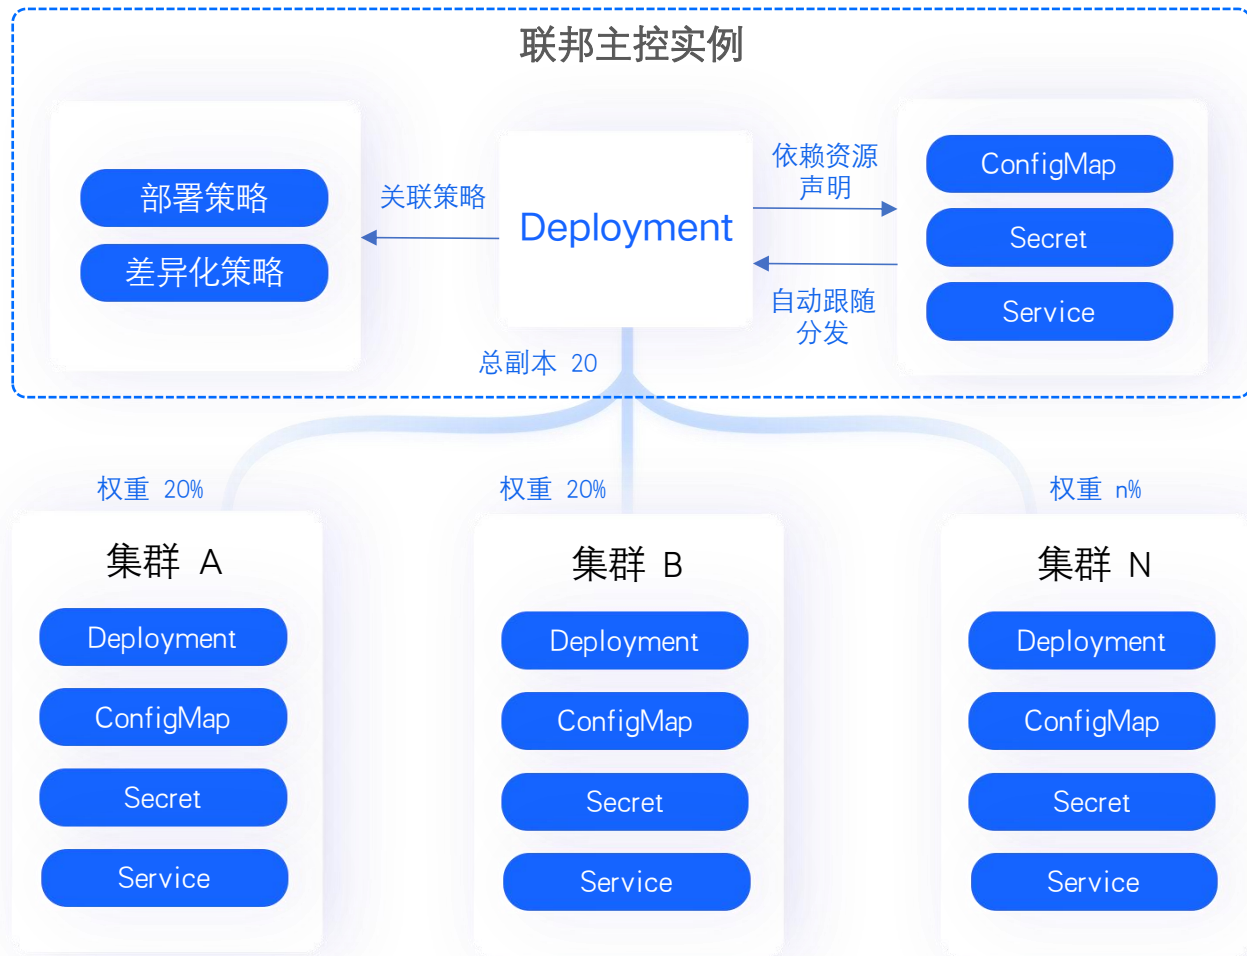 联邦主控实例
部署策略
差异化策略
关联策略
Deployment
依赖资源
声明
自动跟随
分发
ConfigMap
Secret
Service
总副本 20
权重 20%
权重 20%
权重 n%
集群 A
Deployment
ConfigMap
Secret
Service
集群 B
Deployment
ConfigMap
Secret
Service
集群 N
Deployment
ConfigMap
Secret
Service